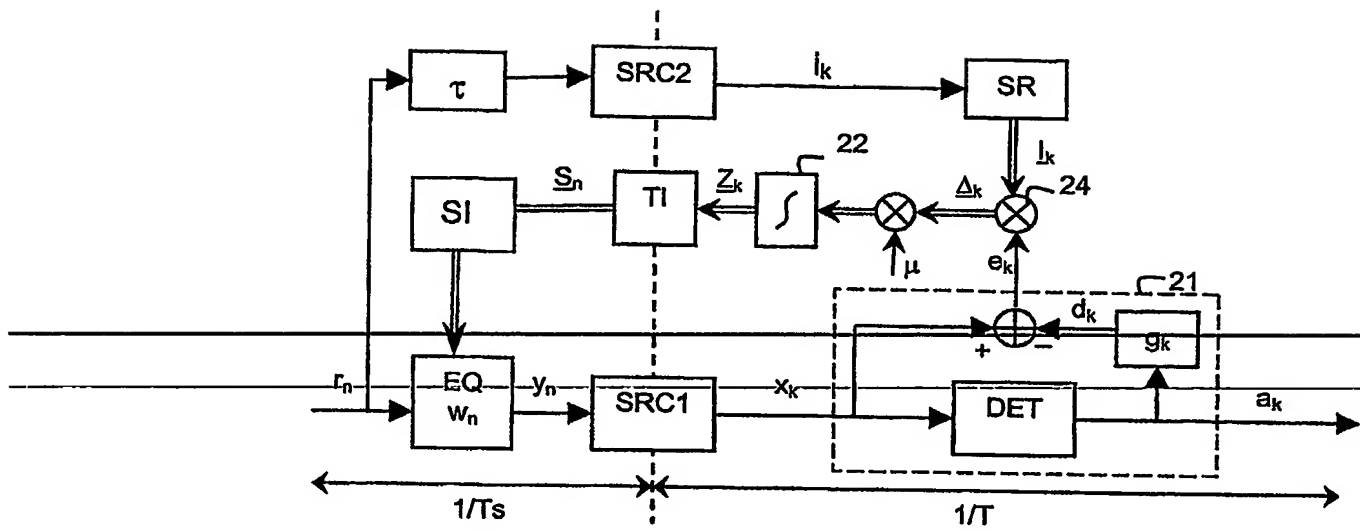 τ
SRC2
i_k
SR
22
I_k
S_n
TI
Z_k
∫
Δ_k
24
SI
μ
e_k
21
d_k
+
−
g_k
r_n
EQ
w_n
y_n
SRC1
x_k
DET
a_k
1/Ts
1/T